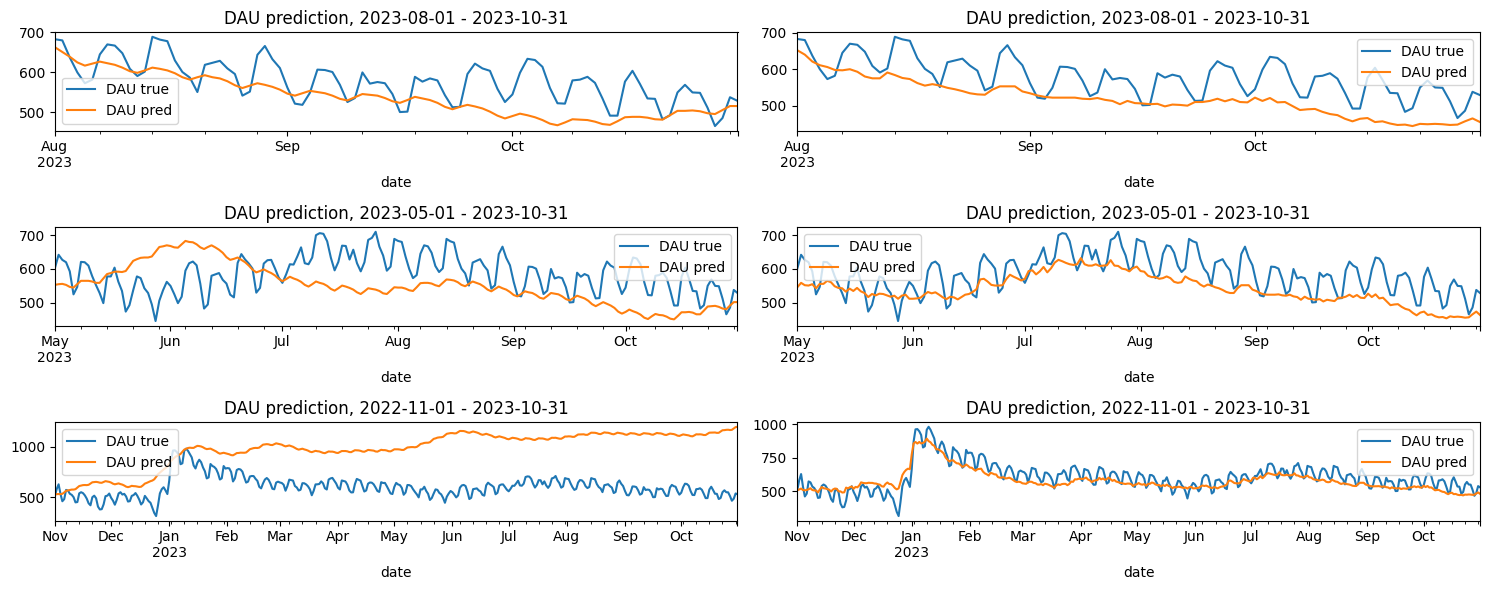 DAU prediction, 2023-08-01 - 2023-10-31
700
600
500
DAU true
DAU pred
Aug
2023
Sep
Oct
date
DAU prediction, 2023-08-01 - 2023-10-31
700
600
500
DAU true
DAU pred
Aug
2023
Sep
Oct
date
DAU prediction, 2023-05-01 - 2023-10-31
700
600
500
DAU true
DAU pred
May
2023
Jun
Jul
Aug
Sep
Oct
date
DAU prediction, 2023-05-01 - 2023-10-31
700
600
500
DAU true
DAU pred
May
2023
Jun
Jul
Aug
Sep
Oct
date
DAU prediction, 2022-11-01 - 2023-10-31
1000
500
DAU true
DAU pred
Nov
Dec
Jan
2023
Feb
Mar
Apr
May
Jun
Jul
Aug
Sep
Oct
date
DAU prediction, 2022-11-01 - 2023-10-31
1000
750
500
DAU true
DAU pred
Nov
Dec
Jan
2023
Feb
Mar
Apr
May
Jun
Jul
Aug
Sep
Oct
date